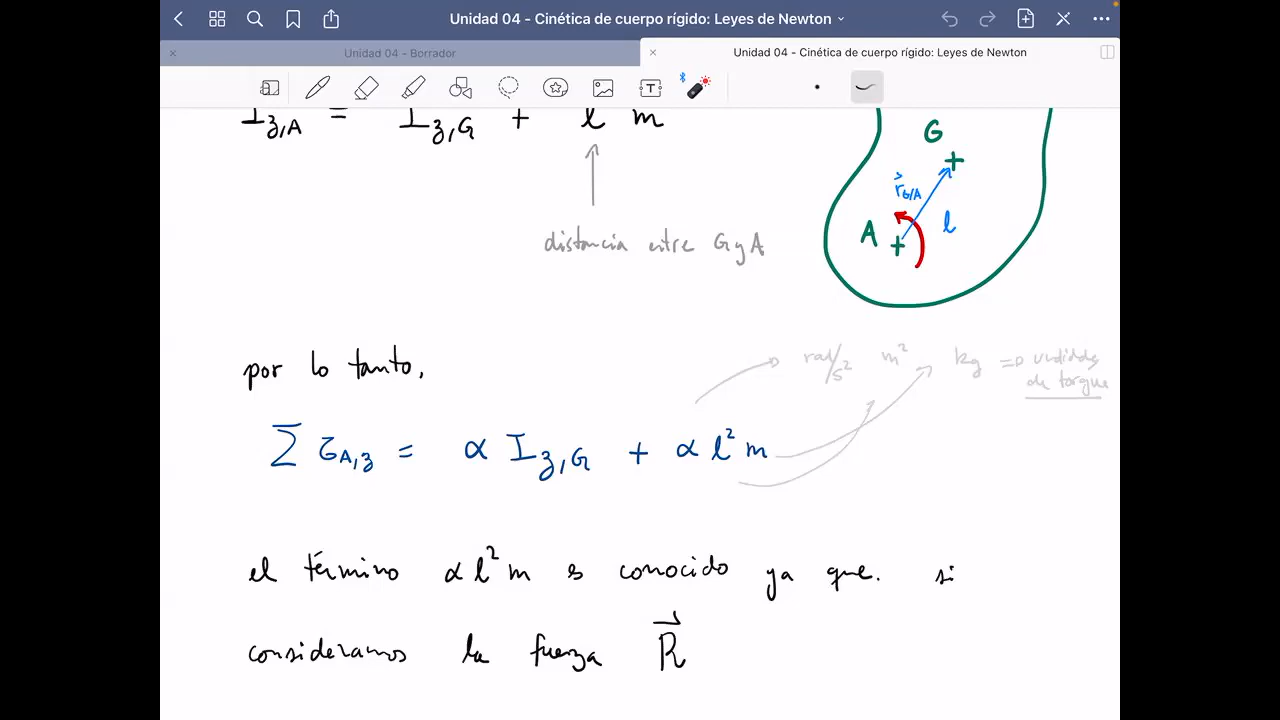 Unidad 04 - Cinética de cuerpo rígido: Leyes de Newton
Unidad 04 - Borrador
Unidad 04 - Cinética de cuerpo rígido: Leyes de Newton
I_{z,A} = I_{z,G} + l m
distancia entre G y A
G
r⃗_{G/A}
A
l
por lo tanto,
rad/s² m² kg ⇒ unidades
de torque
Σ τ_{A,z} = α I_{z,G} + α l² m
el término α l² m es conocido ya que. si
consideramos la fuerza R⃗